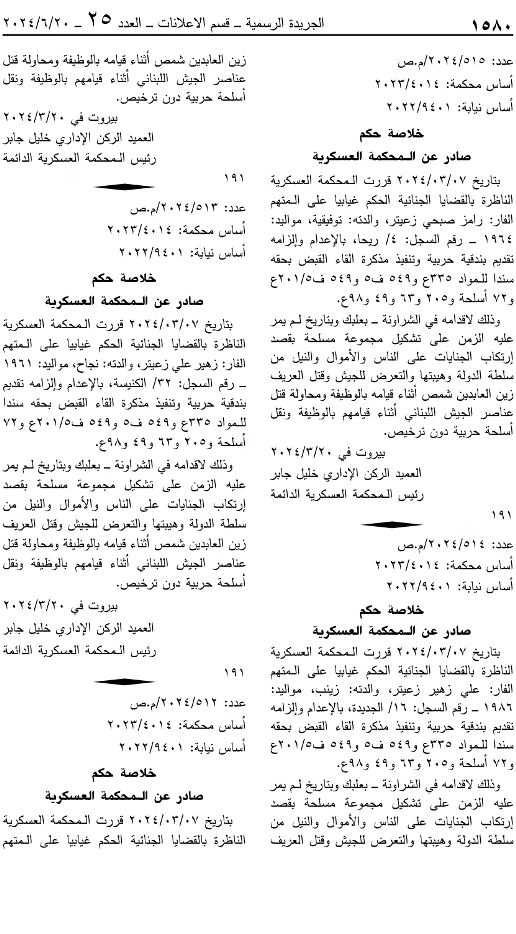 ١٥٨٠
الجريدة الرسمية ــ قسم الاعلانات ــ العدد ٢٥ ــ ٢٠٢٤/٦/٢٠
عدد: ٢٠٢٤/٥١٥/م.ص
أساس محكمة: ٢٠٢٣/٤٠١٤
أساس نيابة: ٢٠٢٢/٩٤٠١
خلاصة حكم
صادر عن المحكمة العسكرية
بتاريخ ٢٠٢٤/٠٣/٠٧ قررت المحكمة العسكرية
الناظرة بالقضايا الجنائية الحكم غيابيا على المتهم
الفار: رامز صبحي زعيتر، والدته: توفيقية، مواليد:
١٩٦٤ ــ رقم السجل: ٤/ ريحا، بالإعدام وإلزامه
تقديم بندقية حربية وتنفيذ مذكرة القاء القبض بحقه
سندا للمواد ٣٣٥ع و٥٤٩ ف٥ و٥٤٩ ف٢٠١/٥ع
و٧٢ أسلحة و٢٠٥ و٦٣ و٤٩ و٩٨ع.
وذلك لاقدامه في الشراونة ــ بعلبك وبتاريخ لم يمر
عليه الزمن على تشكيل مجموعة مسلحة بقصد
إرتكاب الجنايات على الناس والأموال والنيل من
سلطة الدولة وهيبتها والتعرض للجيش وقتل العريف
زين العابدين شمص أثناء قيامه بالوظيفة ومحاولة قتل
عناصر الجيش اللبناني أثناء قيامهم بالوظيفة ونقل
أسلحة حربية دون ترخيص.
بيروت في ٢٠٢٤/٣/٢٠
العميد الركن الإداري خليل جابر
رئيس المحكمة العسكرية الدائمة
١٩١
عدد: ٢٠٢٤/٥١٤/م.ص
أساس محكمة: ٢٠٢٣/٤٠١٤
أساس نيابة: ٢٠٢٢/٩٤٠١
خلاصة حكم
صادر عن المحكمة العسكرية
بتاريخ ٢٠٢٤/٠٣/٠٧ قررت المحكمة العسكرية
الناظرة بالقضايا الجنائية الحكم غيابيا على المتهم
الفار: علي زهير زعيتر، والدته: زينب، مواليد:
١٩٨٦ ــ رقم السجل: ١٦/ الجديدة، بالإعدام وإلزامه
تقديم بندقية حربية وتنفيذ مذكرة القاء القبض بحقه
سندا للمواد ٣٣٥ع و٥٤٩ ف٥ و٥٤٩ ف٢٠١/٥ع
و٧٢ أسلحة و٢٠٥ و٦٣ و٤٩ و٩٨ع.
وذلك لاقدامه في الشراونة ــ بعلبك وبتاريخ لم يمر
عليه الزمن على تشكيل مجموعة مسلحة بقصد
إرتكاب الجنايات على الناس والأموال والنيل من
سلطة الدولة وهيبتها والتعرض للجيش وقتل العريف
زين العابدين شمص أثناء قيامه بالوظيفة ومحاولة قتل
عناصر الجيش اللبناني أثناء قيامهم بالوظيفة ونقل
أسلحة حربية دون ترخيص.
بيروت في ٢٠٢٤/٣/٢٠
العميد الركن الإداري خليل جابر
رئيس المحكمة العسكرية الدائمة
١٩١
عدد: ٢٠٢٤/٥١٣/م.ص
أساس محكمة: ٢٠٢٣/٤٠١٤
أساس نيابة: ٢٠٢٢/٩٤٠١
خلاصة حكم
صادر عن المحكمة العسكرية
بتاريخ ٢٠٢٤/٠٣/٠٧ قررت المحكمة العسكرية
الناظرة بالقضايا الجنائية الحكم غيابيا على المتهم
الفار: زهير علي زعيتر، والدته: نجاح، مواليد: ١٩٦١
ــ رقم السجل: ٣٢/ الكنيسة، بالإعدام وإلزامه تقديم
بندقية حربية وتنفيذ مذكرة القاء القبض بحقه سندا
للمواد ٣٣٥ع و٥٤٩ ف٥ و٥٤٩ ف٢٠١/٥ع و٧٢
أسلحة و٢٠٥ و٦٣ و٤٩ و٩٨ع.
وذلك لاقدامه في الشراونة ــ بعلبك وبتاريخ لم يمر
عليه الزمن على تشكيل مجموعة مسلحة بقصد
إرتكاب الجنايات على الناس والأموال والنيل من
سلطة الدولة وهيبتها والتعرض للجيش وقتل العريف
زين العابدين شمص أثناء قيامه بالوظيفة ومحاولة قتل
عناصر الجيش اللبناني أثناء قيامهم بالوظيفة ونقل
أسلحة حربية دون ترخيص.
بيروت في ٢٠٢٤/٣/٢٠
العميد الركن الإداري خليل جابر
رئيس المحكمة العسكرية الدائمة
١٩١
عدد: ٢٠٢٤/٥١٢/م.ص
أساس محكمة: ٢٠٢٣/٤٠١٤
أساس نيابة: ٢٠٢٢/٩٤٠١
خلاصة حكم
صادر عن المحكمة العسكرية
بتاريخ ٢٠٢٤/٠٣/٠٧ قررت المحكمة العسكرية
الناظرة بالقضايا الجنائية الحكم غيابيا على المتهم